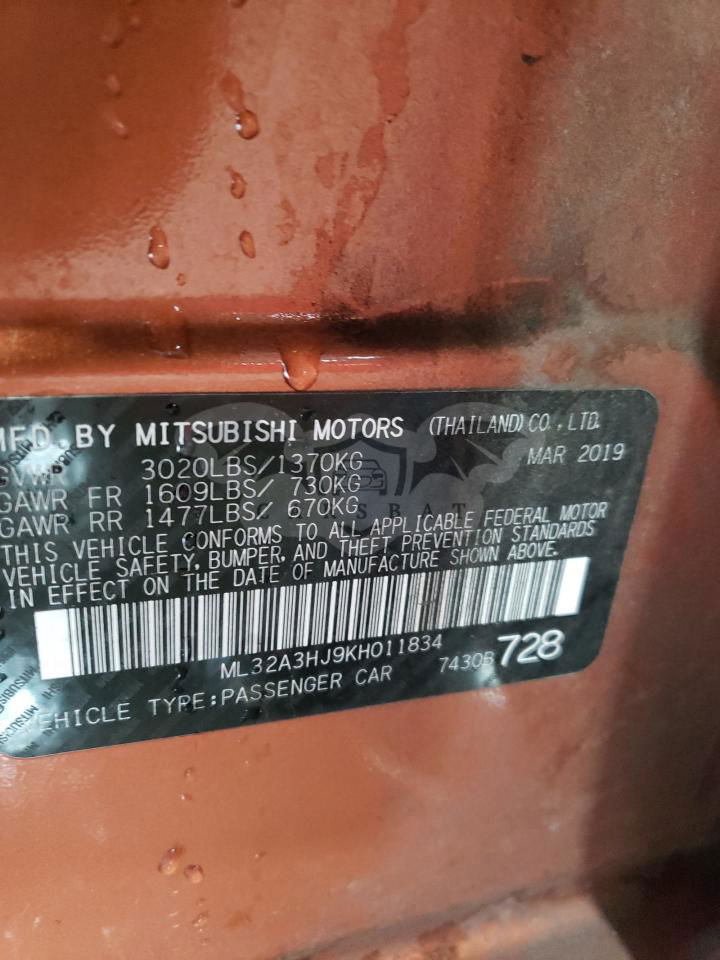 MFD.BY MITSUBISHI MOTORS (THAILAND) CO., LTD.
GVWR 3020LBS/1370KG MAR 2019
GAWR FR 1609LBS/ 730KG
GAWR RR 1477LBS/ 670KG
THIS VEHICLE CONFORMS TO ALL APPLICABLE FEDERAL MOTOR
VEHICLE SAFETY, BUMPER, AND THEFT PREVENTION STANDARDS
IN EFFECT ON THE DATE OF MANUFACTURE SHOWN ABOVE.
ML32A3HJ9KH011834
7430B 728
VEHICLE TYPE:PASSENGER CAR